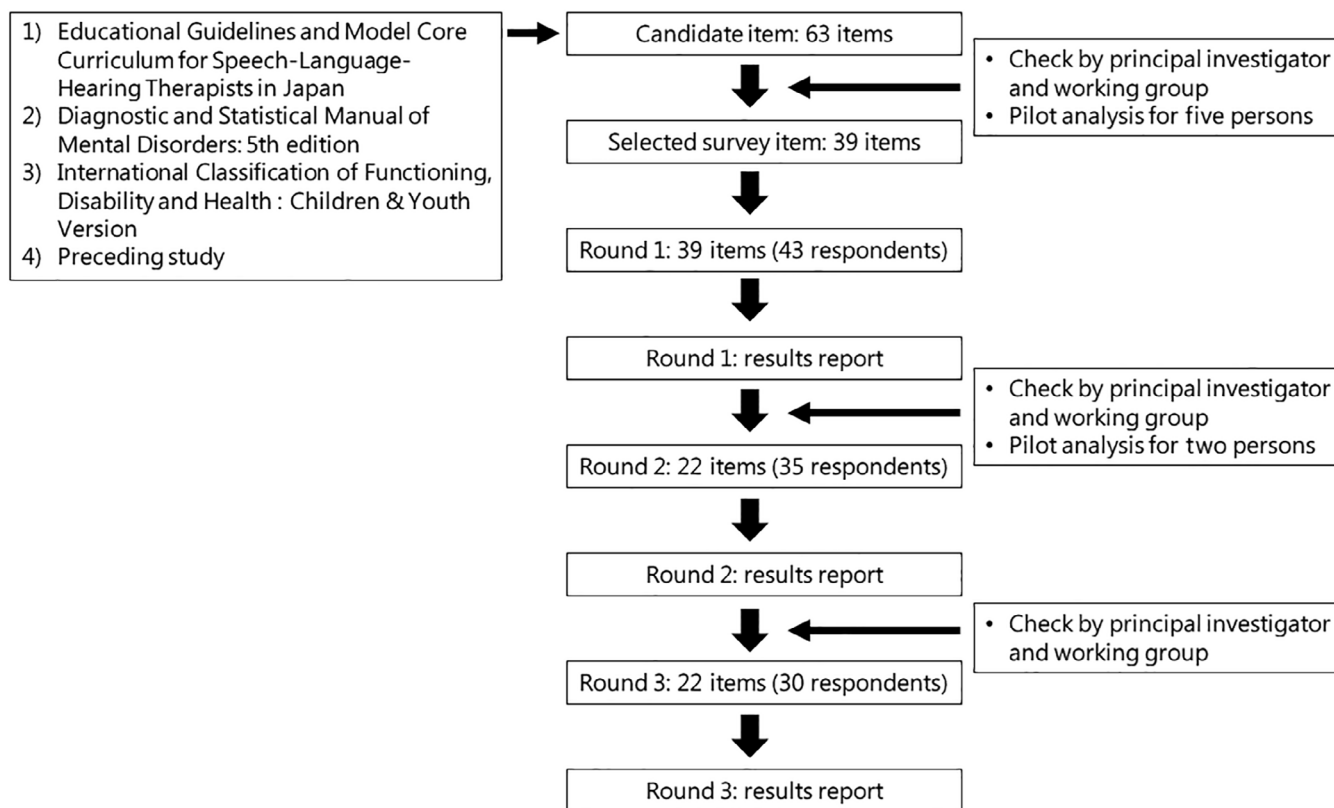 1) Educational Guidelines and Model Core
Curriculum for Speech-Language-
Hearing Therapists in Japan
2) Diagnostic and Statistical Manual of
Mental Disorders: 5th edition
3) International Classification of Functioning,
Disability and Health : Children & Youth
Version
4) Preceding study
Candidate item: 63 items
• Check by principal investigator
and working group
• Pilot analysis for five persons
Selected survey item: 39 items
Round 1: 39 items (43 respondents)
Round 1: results report
• Check by principal investigator
and working group
• Pilot analysis for two persons
Round 2: 22 items (35 respondents)
Round 2: results report
• Check by principal investigator
and working group
Round 3: 22 items (30 respondents)
Round 3: results report